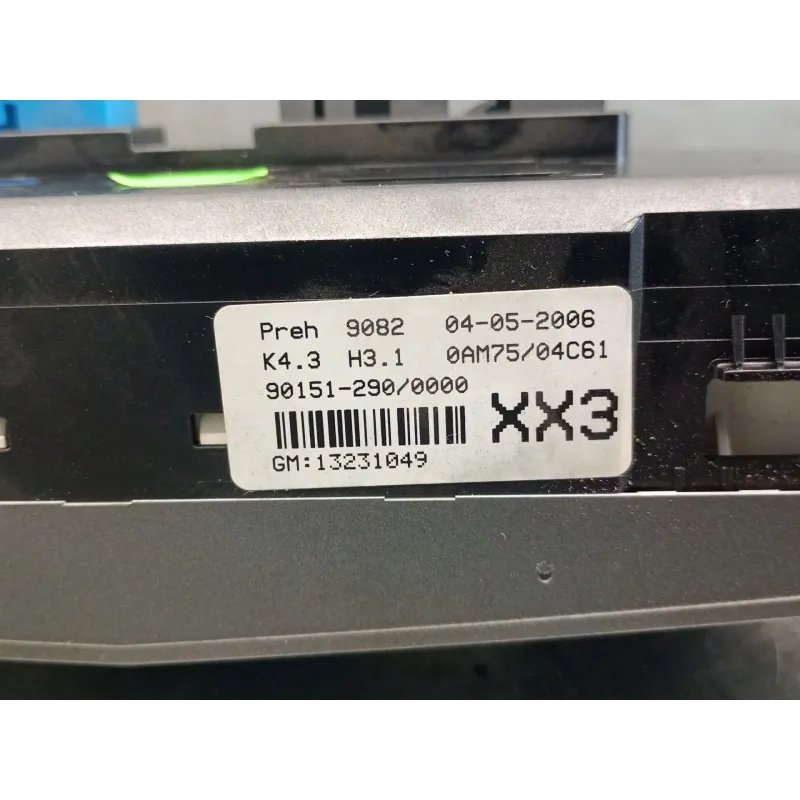 Preh 9082 04-05-2006
K4.3 H3.1 0AM75/04C61
90151-290/0000
XX3
GM:13231049